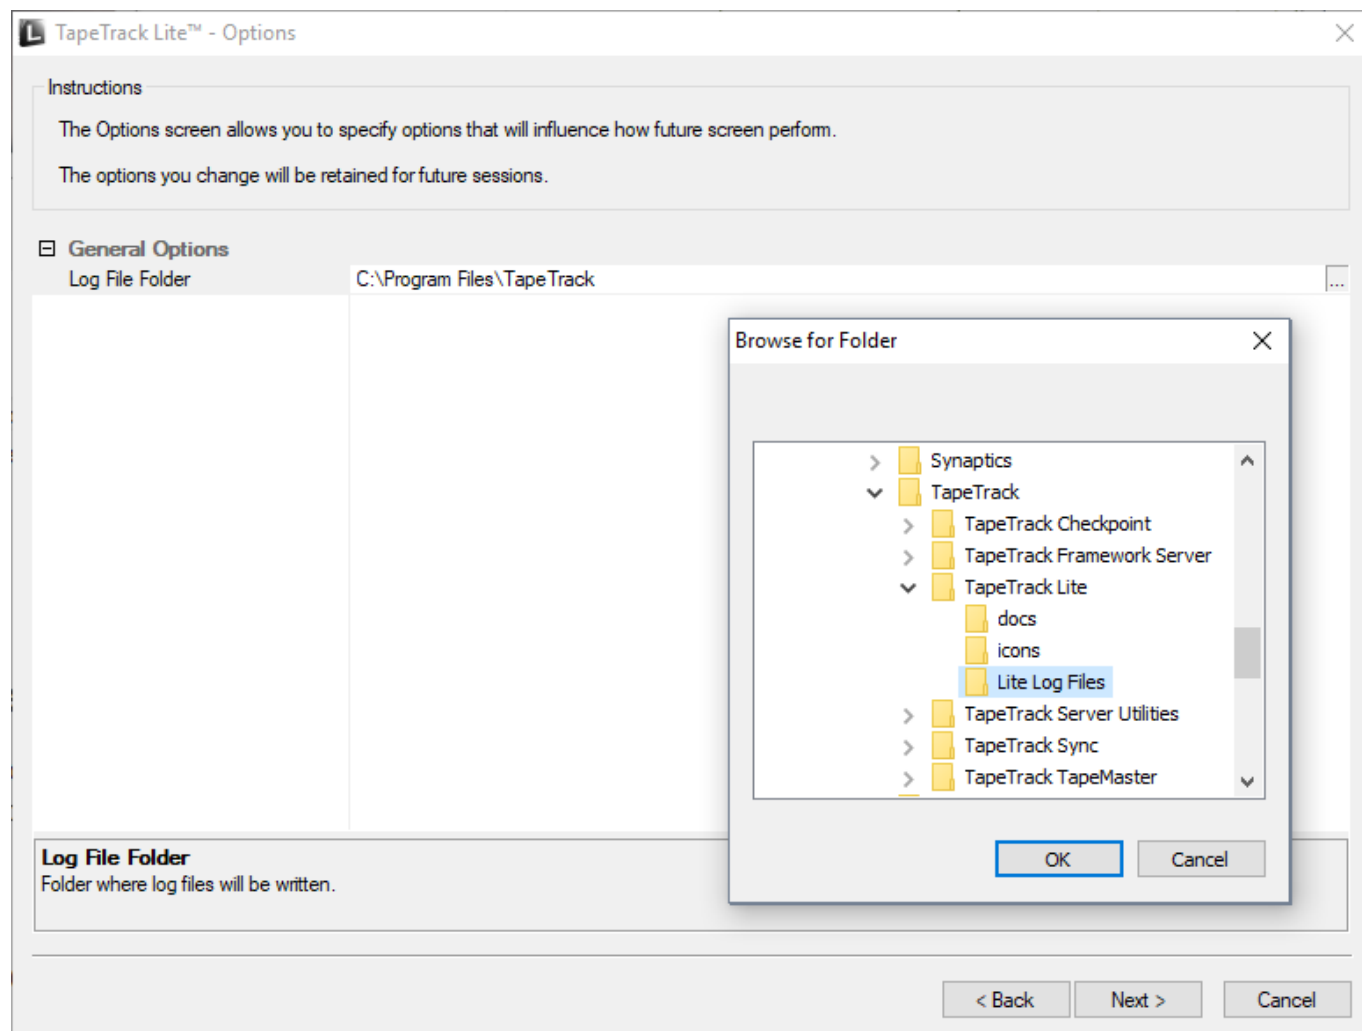 TapeTrack Lite™ - Options
Instructions
The Options screen allows you to specify options that will influence how future screen perform.
The options you change will be retained for future sessions.
General Options
Log File Folder
C:\Program Files\TapeTrack
...
Browse for Folder
Synaptics
TapeTrack
TapeTrack Checkpoint
TapeTrack Framework Server
TapeTrack Lite
docs
icons
Lite Log Files
TapeTrack Server Utilities
TapeTrack Sync
TapeTrack TapeMaster
OK
Cancel
Log File Folder
Folder where log files will be written.
< Back
Next >
Cancel